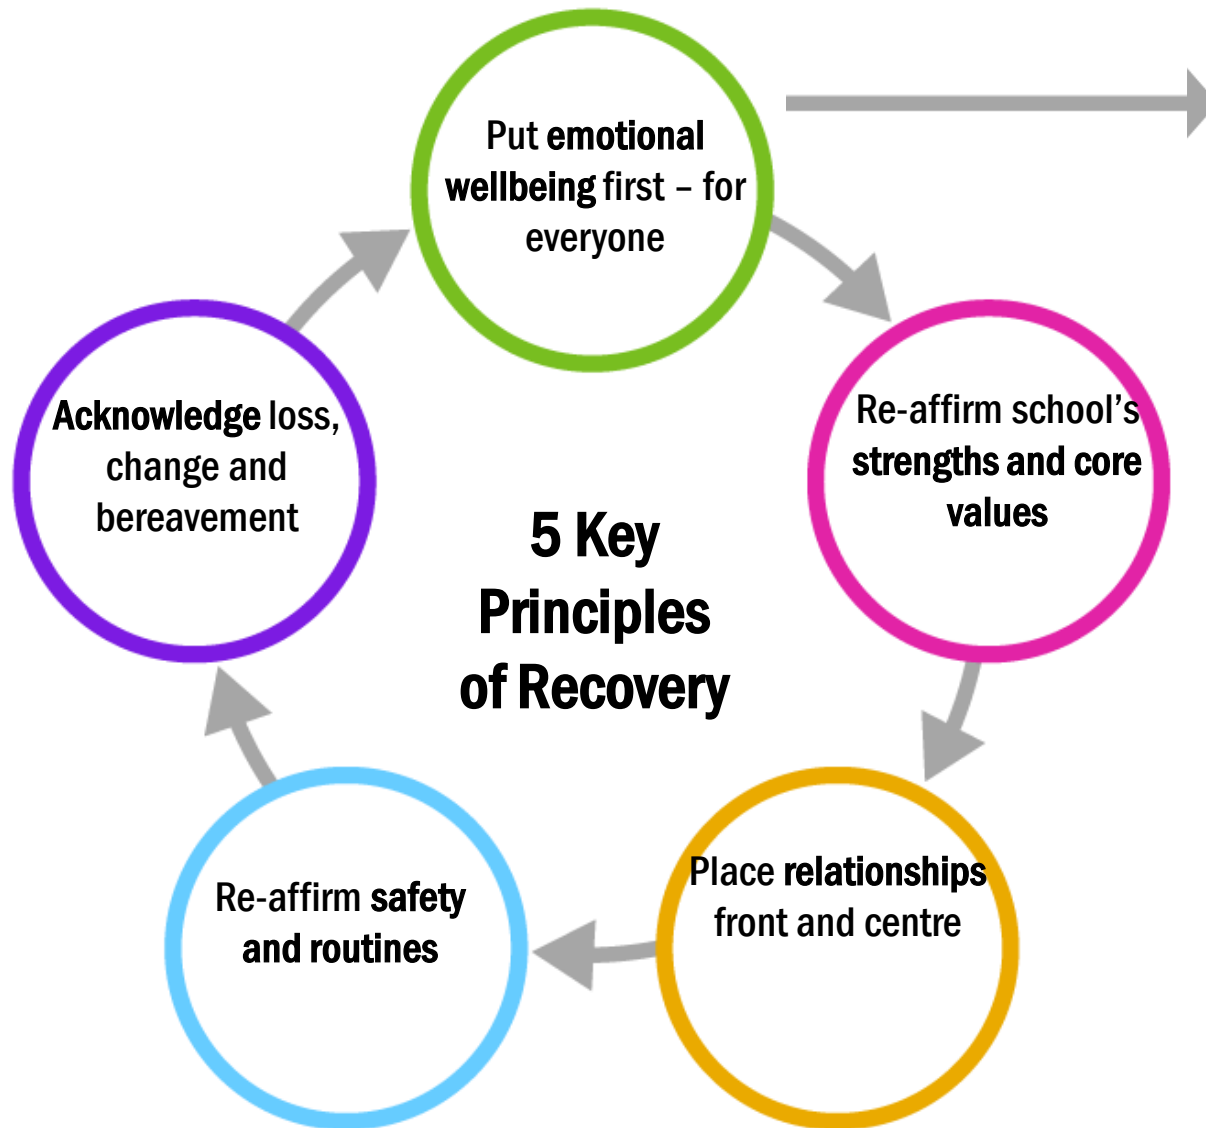 Put emotional
wellbeing first – for
everyone
Re-affirm school’s
strengths and core
values
Place relationships
front and centre
Re-affirm safety
and routines
Acknowledge loss,
change and
bereavement
5 Key
Principles
of Recovery